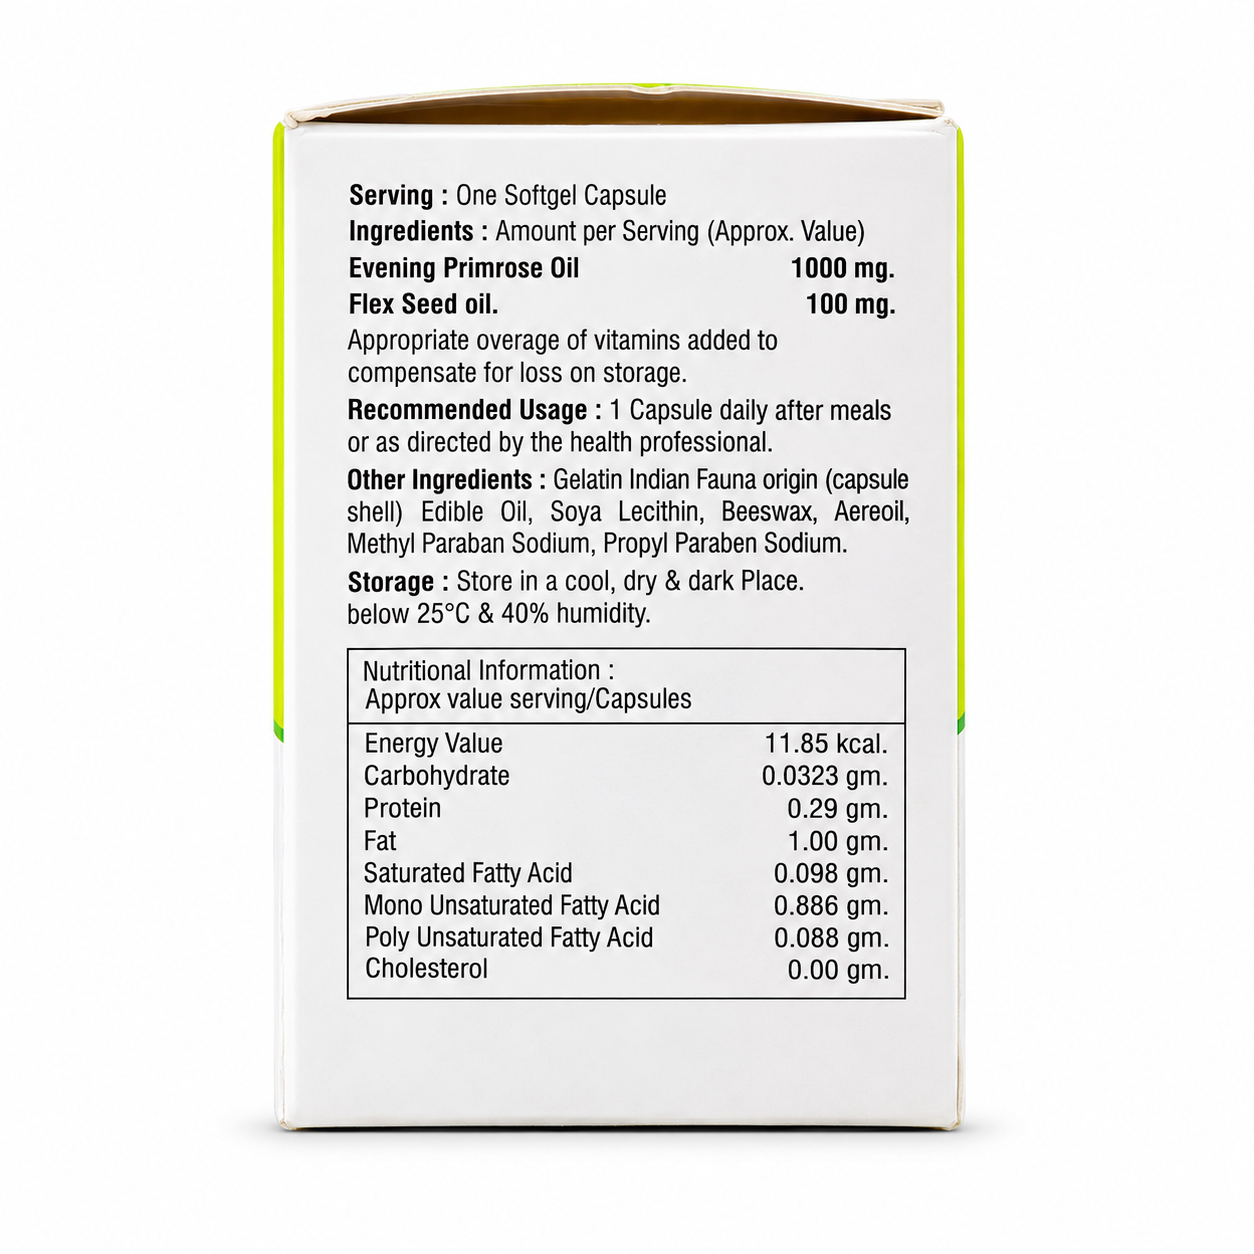 Serving : One Softgel Capsule
Ingredients : Amount per Serving (Approx. Value)
Evening Primrose Oil 1000 mg.
Flex Seed oil. 100 mg.
Appropriate overage of vitamins added to
compensate for loss on storage.
Recommended Usage : 1 Capsule daily after meals
or as directed by the health professional.
Other Ingredients : Gelatin Indian Fauna origin (capsule
shell) Edible Oil, Soya Lecithin, Beeswax, Aereoil,
Methyl Paraban Sodium, Propyl Paraben Sodium.
Storage : Store in a cool, dry & dark Place.
below 25°C & 40% humidity.
Nutritional Information :
Approx value serving/Capsules
Energy Value 11.85 kcal.
Carbohydrate 0.0323 gm.
Protein 0.29 gm.
Fat 1.00 gm.
Saturated Fatty Acid 0.098 gm.
Mono Unsaturated Fatty Acid 0.886 gm.
Poly Unsaturated Fatty Acid 0.088 gm.
Cholesterol 0.00 gm.